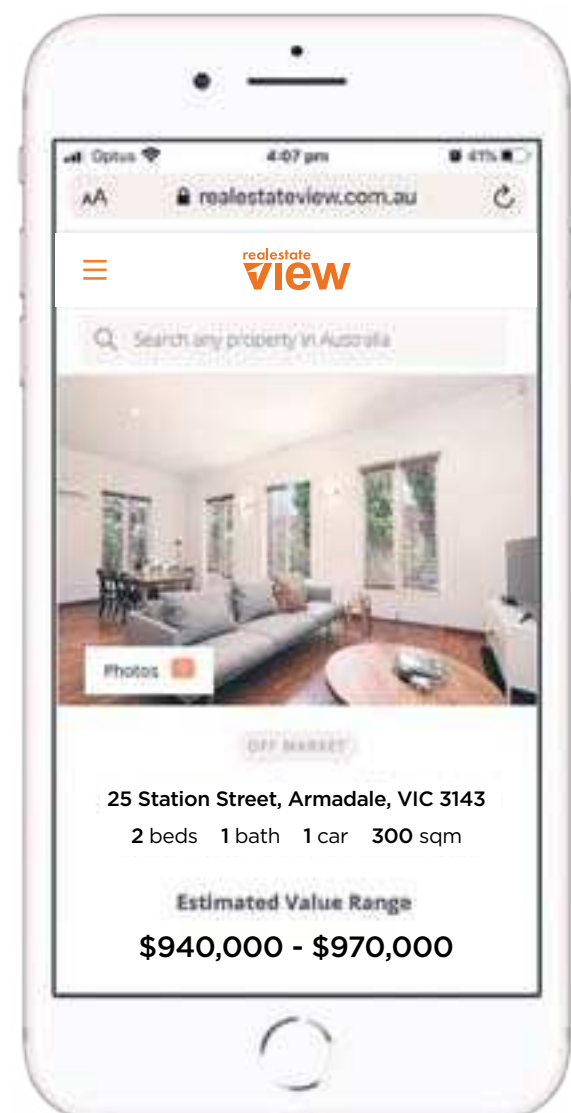 Optus 4:07 pm 41%
AA realestateview.com.au
realestate
view
Search any property in Australia
Photos
OFF MARKET
25 Station Street, Armadale, VIC 3143
2 beds 1 bath 1 car 300 sqm
Estimated Value Range
$940,000 - $970,000